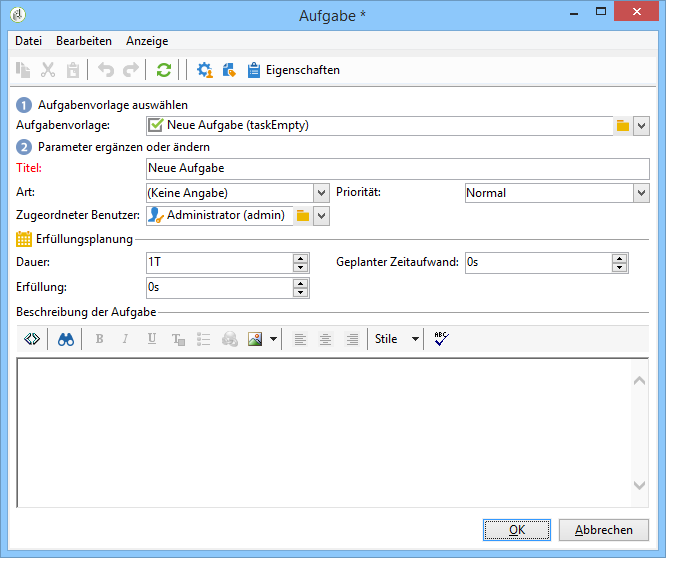 Aufgabe *
Datei Bearbeiten Anzeige
Eigenschaften
1 Aufgabenvorlage auswählen
Aufgabenvorlage: Neue Aufgabe (taskEmpty)
2 Parameter ergänzen oder ändern
Titel: Neue Aufgabe
Art: (Keine Angabe) Priorität: Normal
Zugeordneter Benutzer: Administrator (admin)
Erfüllungsplanung
Dauer: 1T Geplanter Zeitaufwand: 0s
Erfüllung: 0s
Beschreibung der Aufgabe
B I U T Stile ABC
OK Abbrechen